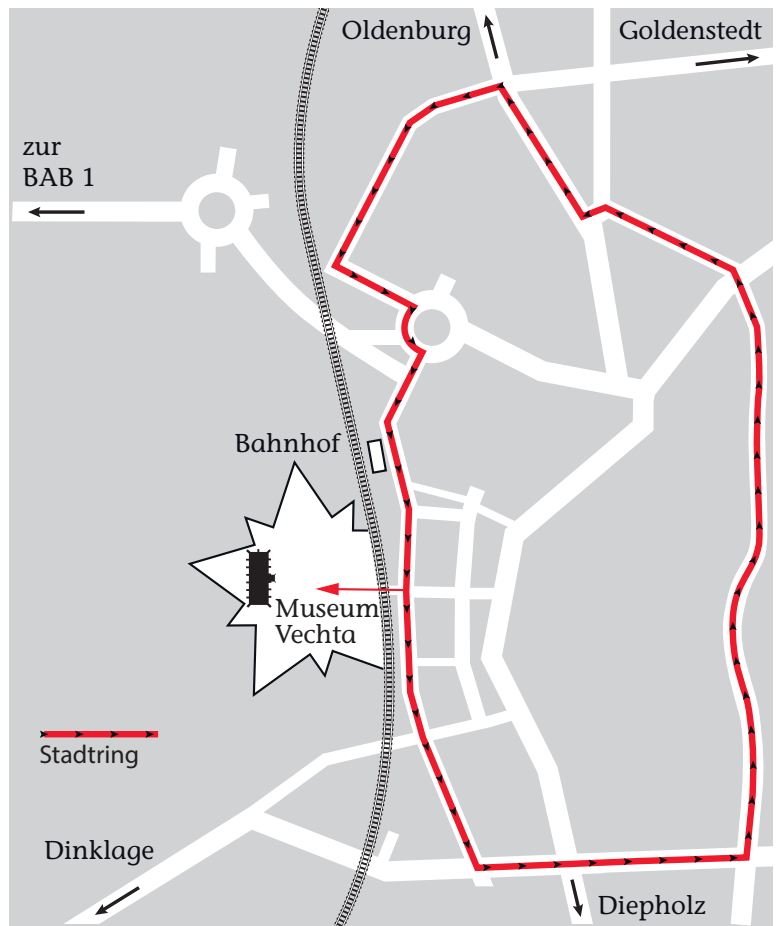 Oldenburg
Goldenstedt
zur
BAB 1
Bahnhof
Museum
Vechta
Stadtring
Dinklage
Diepholz